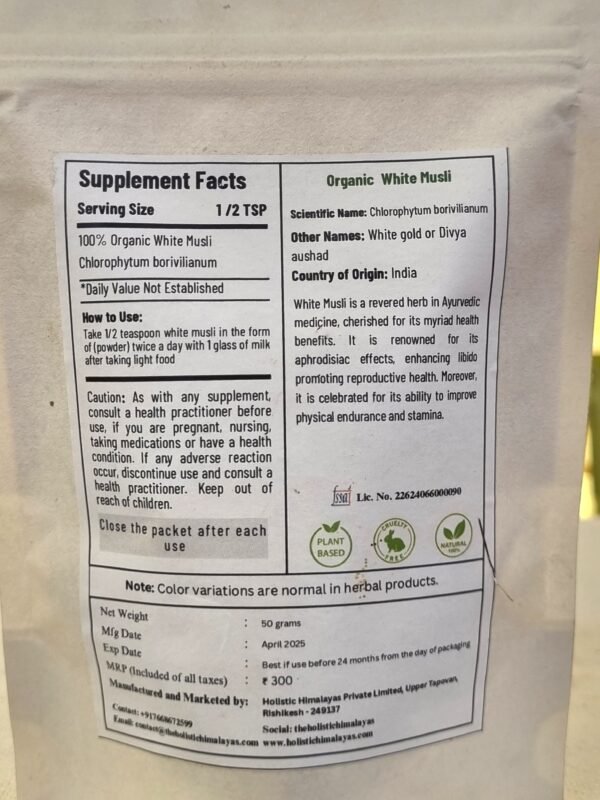 Supplement Facts
Serving Size 1/2 TSP
100% Organic White Musli
Chlorophytum borivilianum
*Daily Value Not Established
How to Use:
Take 1/2 teaspoon white musli in the form
of (powder) twice a day with 1 glass of milk
after taking light food
Caution: As with any supplement,
consult a health practitioner before
use, if you are pregnant, nursing,
taking medications or have a health
condition. If any adverse reaction
occur, discontinue use and consult a
health practitioner. Keep out of
reach of children.
Close the packet after each
use
Organic White Musli
Scientific Name: Chlorophytum borivilianum
Other Names: White gold or Divya
aushad
Country of Origin: India
White Musli is a revered herb in Ayurvedic
medicine, cherished for its myriad health
benefits. It is renowned for its
aphrodisiac effects, enhancing libido
promoting reproductive health. Moreover,
it is celebrated for its ability to improve
physical endurance and stamina.
fssai Lic. No. 22624066000090
PLANT
BASED
CRUELTY
FREE
NATURAL
100%
Note: Color variations are normal in herbal products.
Net Weight : 50 grams
Mfg Date : April 2025
Exp Date : Best if use before 24 months from the day of packaging
MRP (Included of all taxes) : ₹ 300
Manufactured and Marketed by: Holistic Himalayas Private Limited, Upper Tapovan,
Rishikesh - 249137
Contact: +917668672599 Social: theholistichimalayas
Email: contact@theholistichimalayas.com www.holistichimalayas.com